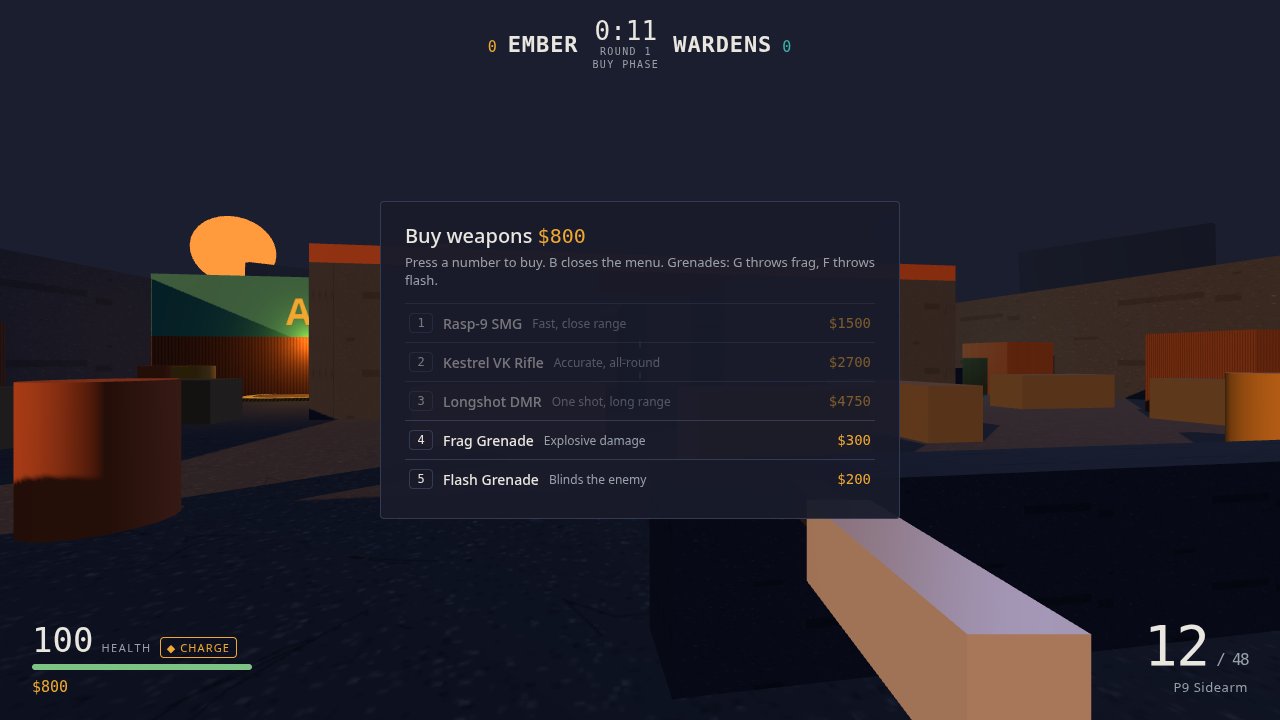 0 EMBER 0:11 WARDENS 0
ROUND 1
BUY PHASE
A
Buy weapons $800
Press a number to buy. B closes the menu. Grenades: G throws frag, F throws
flash.
1 Rasp-9 SMG Fast, close range $1500
2 Kestrel VK Rifle Accurate, all-round $2700
3 Longshot DMR One shot, long range $4750
4 Frag Grenade Explosive damage $300
5 Flash Grenade Blinds the enemy $200
100 HEALTH ◆ CHARGE
$800
12 / 48
P9 Sidearm